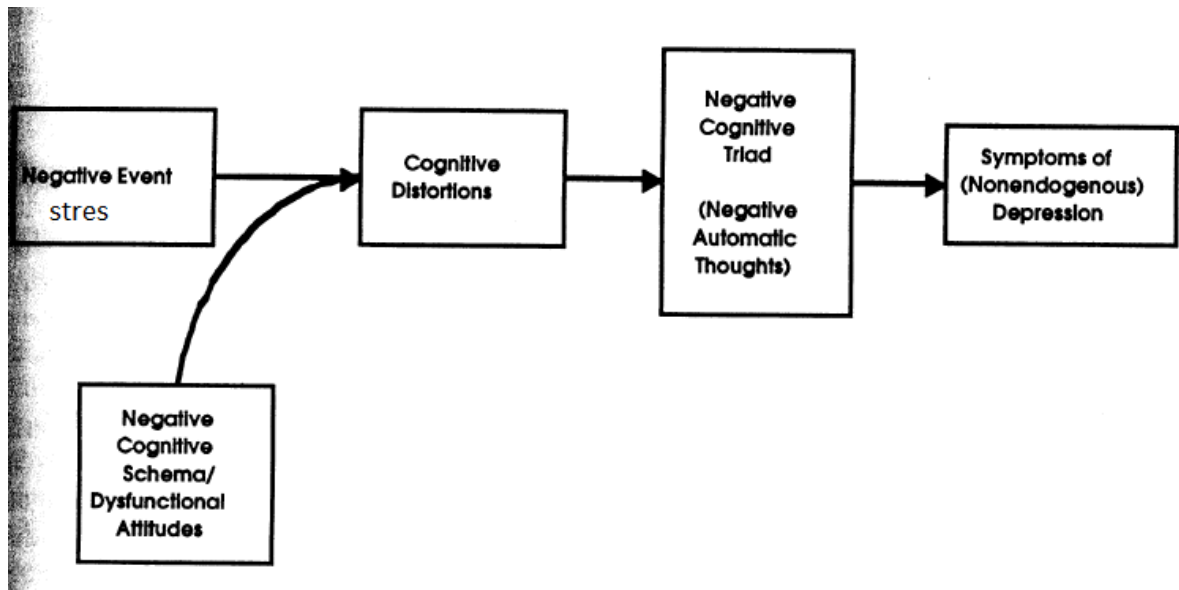 Negative Event
stres
Cognitive
Distortions
Negative
Cognitive
Triad
(Negative
Automatic
Thoughts)
Symptoms of
(Nonendogenous)
Depression
Negative
Cognitive
Schema/
Dysfunctional
Attitudes